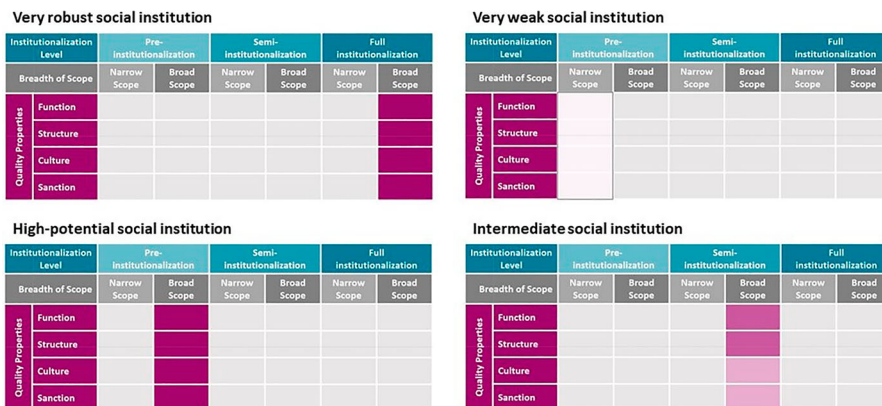 Very robust social institution
Institutionalization Level Pre-institutionalization Semi-institutionalization Full institutionalization
Breadth of Scope Narrow Scope Broad Scope Narrow Scope Broad Scope Narrow Scope Broad Scope
Quality Properties
Function
Structure
Culture
Sanction
Very weak social institution
Institutionalization Level Pre-institutionalization Semi-institutionalization Full institutionalization
Breadth of Scope Narrow Scope Broad Scope Narrow Scope Broad Scope Narrow Scope Broad Scope
Quality Properties
Function
Structure
Culture
Sanction
High-potential social institution
Institutionalization Level Pre-institutionalization Semi-institutionalization Full institutionalization
Breadth of Scope Narrow Scope Broad Scope Narrow Scope Broad Scope Narrow Scope Broad Scope
Quality Properties
Function
Structure
Culture
Sanction
Intermediate social institution
Institutionalization Level Pre-institutionalization Semi-institutionalization Full institutionalization
Breadth of Scope Narrow Scope Broad Scope Narrow Scope Broad Scope Narrow Scope Broad Scope
Quality Properties
Function
Structure
Culture
Sanction